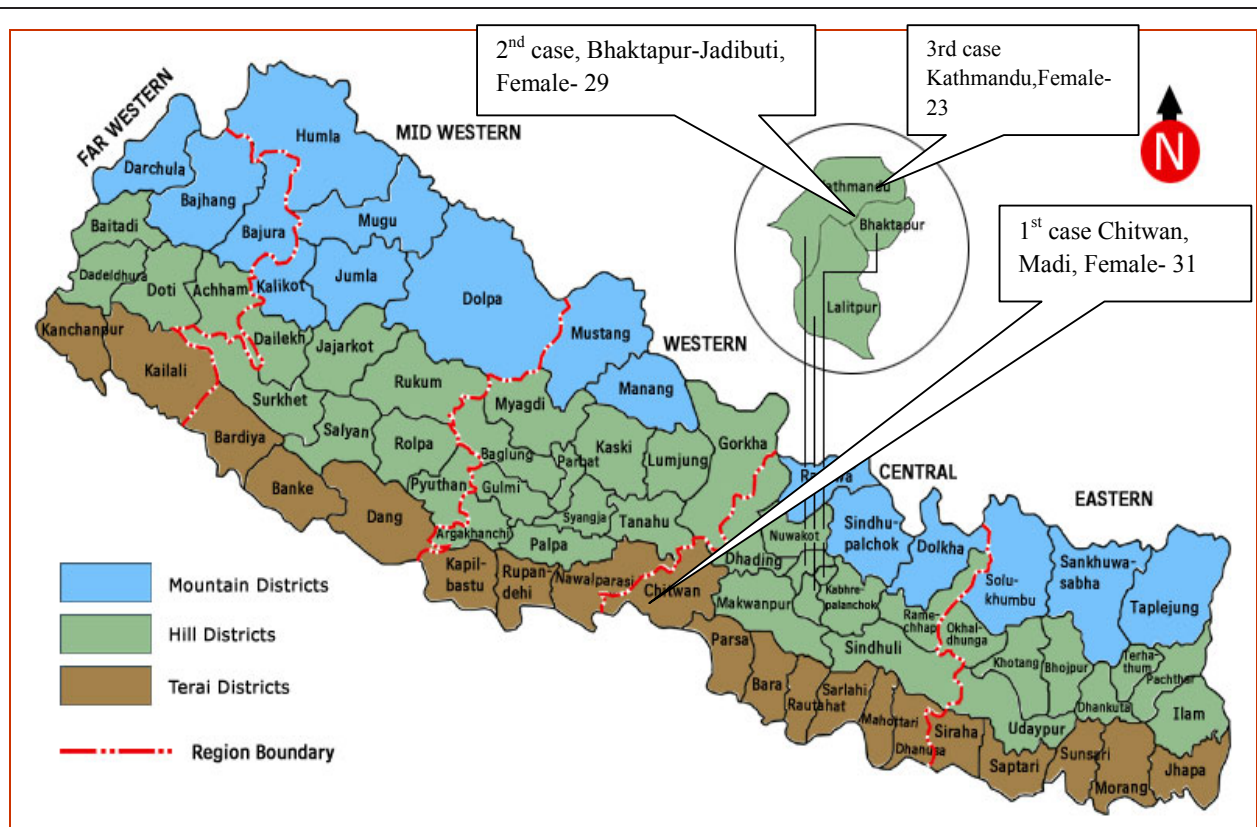 2nd case, Bhaktapur-Jadibuti,
Female- 29
3rd case
Kathmandu,Female-
23
N
1st case Chitwan,
Madi, Female- 31
FAR WESTERN
MID WESTERN
WESTERN
CENTRAL
EASTERN
Humla
Darchula
Bajhang
Bajura
Mugu
Baitadi
Dadeldhura
Doti
Achham
Kalikot
Jumla
Dolpa
Mustang
Manang
Kanchanpur
Kailali
Dailekh
Jajarkot
Rukum
Surkhet
Salyan
Rolpa
Myagdi
Baglung
Parbat
Kaski
Lumjung
Gorkha
Bardiya
Banke
Dang
Pyuthan
Gulmi
Syangja
Tanahu
Argakhanchi
Palpa
Kapil-
bastu
Rupan-
dehi
Nawalparasi
Chitwan
Kathmandu
Bhaktapur
Lalitpur
Nuwakot
Dhading
Sindhu-
palchok
Dolkha
Makwanpur
Kabhre-
palanchok
Rame-
chhap
Sindhuli
Okhal-
dhunga
Solu-
khumbu
Sankhuwa-
sabha
Taplejung
Khotang
Bhojpur
Terha-
thum
Pachthar
Dhankuta
Ilam
Udaypur
Parsa
Bara
Rautahat
Sarlahi
Mahottari
Dhanusa
Siraha
Saptari
Sunsari
Morang
Jhapa
Mountain Districts
Hill Districts
Terai Districts
Region Boundary